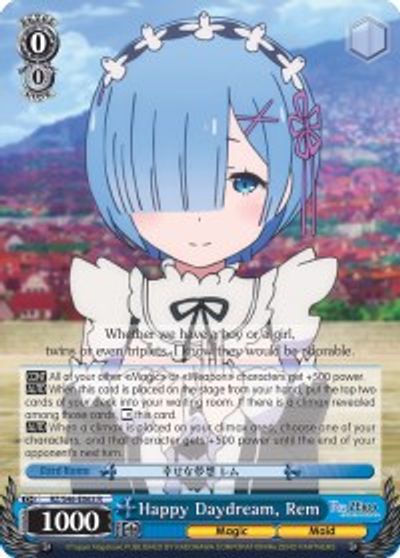 0
0
Whether we have a boy or a girl,
twins or even triplets, I know they would be adorable.
All of your other «Magic» or «Weapon» characters get +500 power.
When this card is placed on the stage from your hand, put the top two
cards of your deck into your waiting room. If there is a climax revealed
among those cards, this card.
When a climax is placed on your climax area, choose one of your
characters, and that character gets +500 power until the end of your
opponent's next turn.
Card Name
幸せな夢想 レム
Happy Daydream, Rem
1000
Magic
Maid